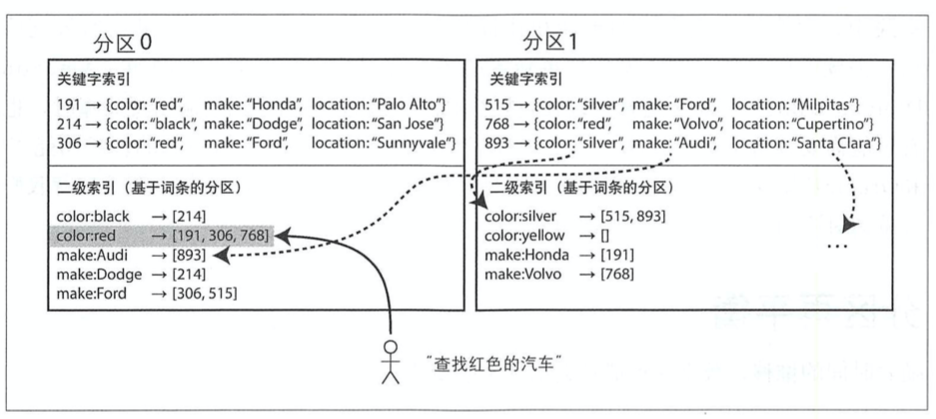 分区 0
关键字索引
191 → {color: “red”, make: “Honda”, location: “Palo Alto”}
214 → {color: “black”, make: “Dodge”, location: “San Jose”}
306 → {color: “red”, make: “Ford”, location: “Sunnyvale”}
二级索引（基于词条的分区）
color:black → [214]
color:red → [191, 306, 768]
make:Audi → [893]
make:Dodge → [214]
make:Ford → [306, 515]
分区 1
关键字索引
515 → {color: “silver”, make: “Ford”, location: “Milpitas”}
768 → {color: “red”, make: “Volvo”, location: “Cupertino”}
893 → {color: “silver”, make: “Audi”, location: “Santa Clara”}
二级索引（基于词条的分区）
color:silver → [515, 893]
color:yellow → []
make:Honda → [191]
make:Volvo → [768]
...
“查找红色的汽车”